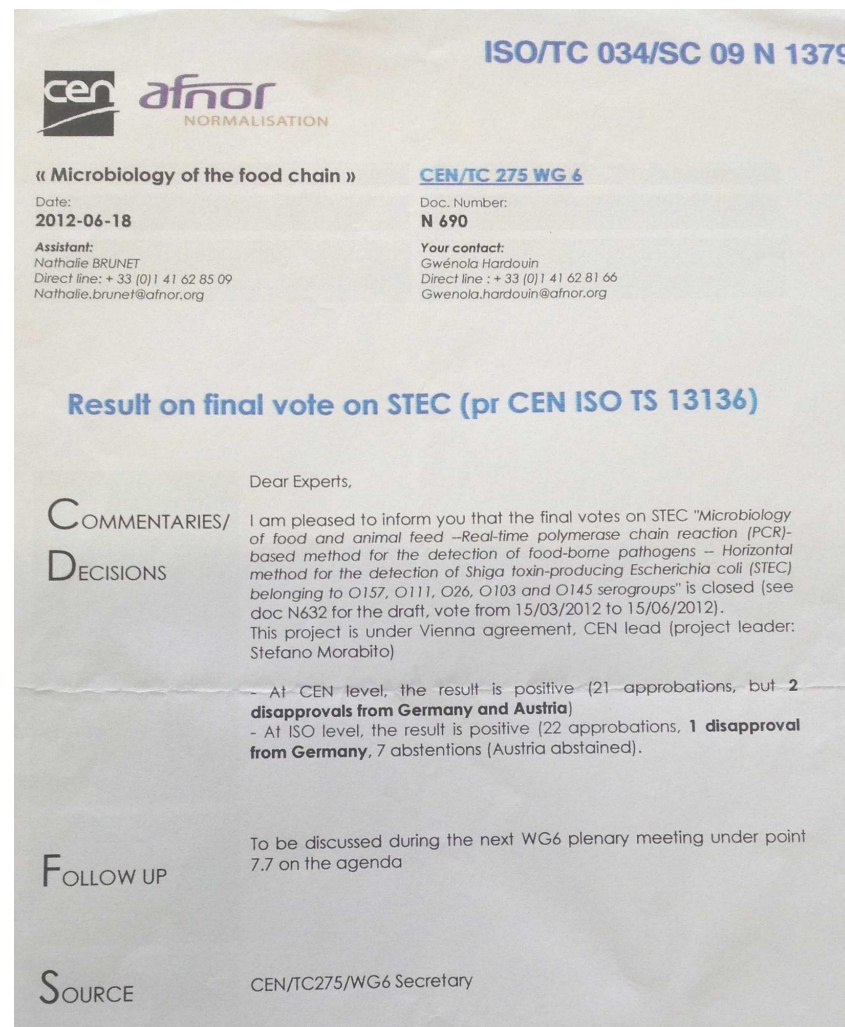 ISO/TC 034/SC 09 N 1379
cen afnor
NORMALISATION
« Microbiology of the food chain »
CEN/TC 275 WG 6
Date:
2012-06-18
Doc. Number:
N 690
Assistant:
Nathalie BRUNET
Direct line: + 33 (0)1 41 62 85 09
Nathalie.brunet@afnor.org
Your contact:
Gwénola Hardouin
Direct line : + 33 (0)1 41 62 81 66
Gwenola.hardouin@afnor.org
Result on final vote on STEC (pr CEN ISO TS 13136)
COMMENTARIES/
DECISIONS
Dear Experts,
I am pleased to inform you that the final votes on STEC "Microbiology
of food and animal feed –Real-time polymerase chain reaction (PCR)-
based method for the detection of food-borne pathogens – Horizontal
method for the detection of Shiga toxin-producing Escherichia coli (STEC)
belonging to O157, O111, O26, O103 and O145 serogroups" is closed (see
doc N632 for the draft, vote from 15/03/2012 to 15/06/2012).
This project is under Vienna agreement, CEN lead (project leader:
Stefano Morabito)
- At CEN level, the result is positive (21 approbations, but 2
disapprovals from Germany and Austria)
- At ISO level, the result is positive (22 approbations, 1 disapproval
from Germany, 7 abstentions (Austria abstained).
FOLLOW UP
To be discussed during the next WG6 plenary meeting under point
7.7 on the agenda
SOURCE
CEN/TC275/WG6 Secretary